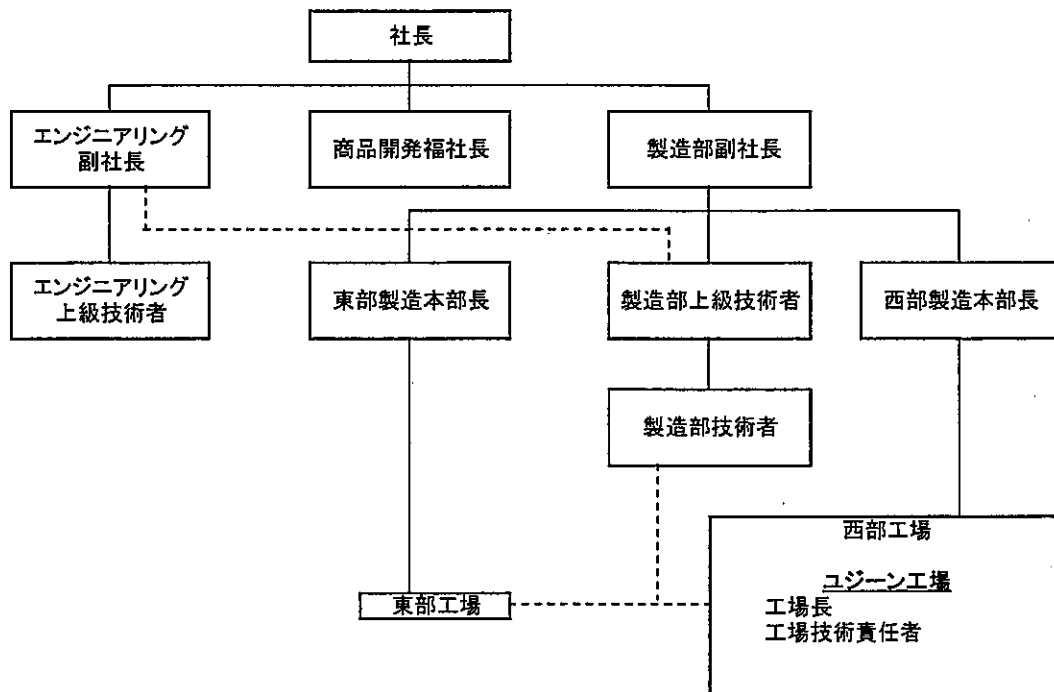 社長
エンジニアリング
副社長
商品開発福社長
製造部副社長
エンジニアリング
上級技術者
東部製造本部長
製造部上級技術者
西部製造本部長
製造部技術者
西部工場
ユジーン工場
工場長
工場技術責任者
東部工場